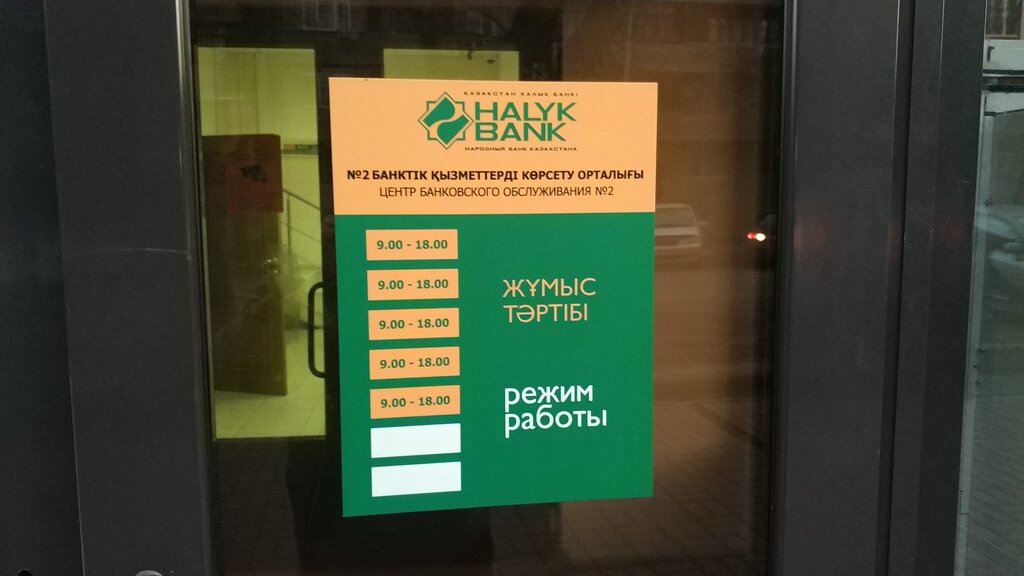 ҚАЗАҚСТАН ХАЛЫҚ БАНКІ
HALYK
BANK
НАРОДНЫЙ БАНК КАЗАХСТАНА
№2 БАНКТІК ҚЫЗМЕТТЕРДІ КӨРСЕТУ ОРТАЛЫҒЫ
ЦЕНТР БАНКОВСКОГО ОБСЛУЖИВАНИЯ №2
9.00 - 18.00
9.00 - 18.00
9.00 - 18.00
9.00 - 18.00
9.00 - 18.00
ЖҰМЫС
ТӘРТІБІ
режим
работы